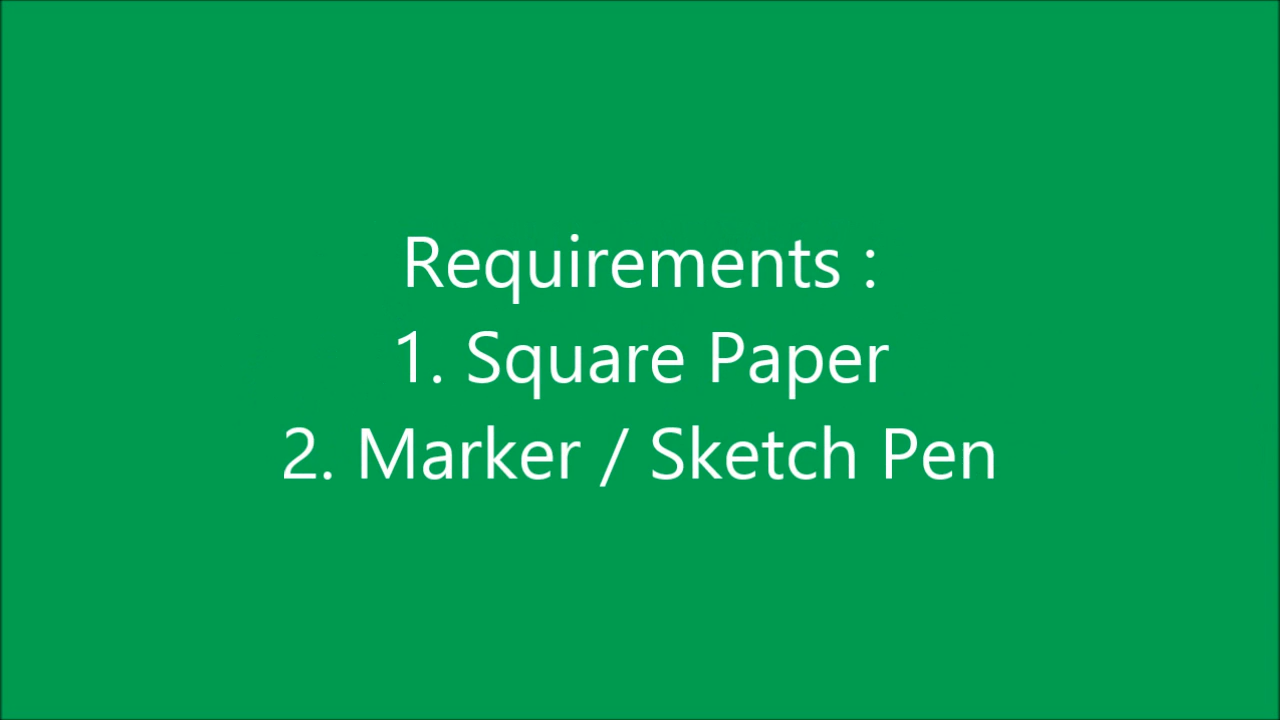 Requirements :
1. Square Paper
2. Marker / Sketch Pen